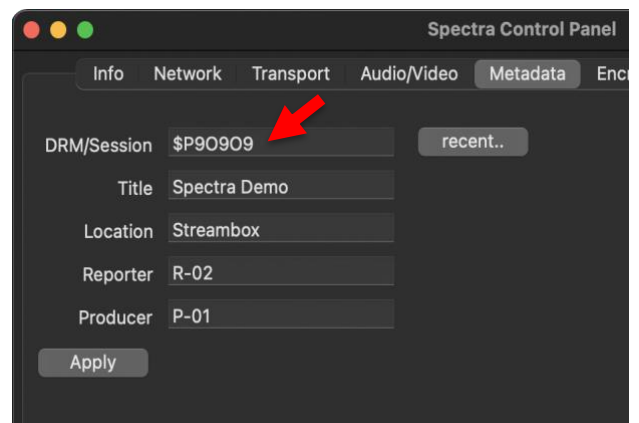 Spectra Control Panel
Info Network Transport Audio/Video Metadata Encr
DRM/Session $P9O9O9 recent..
Title Spectra Demo
Location Streambox
Reporter R-02
Producer P-01
Apply